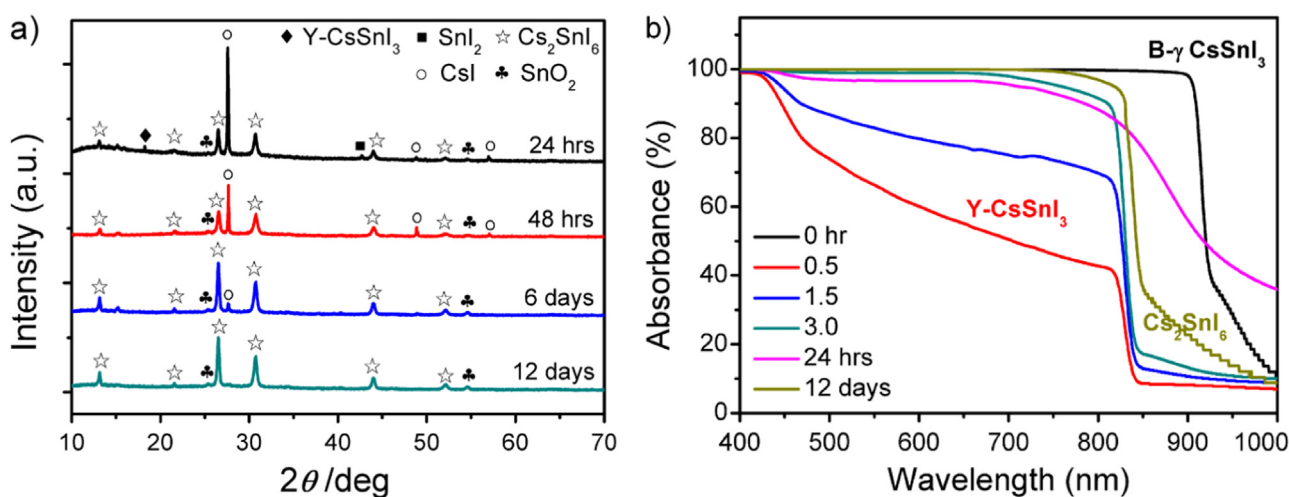 a)
♦ Y-CsSnI₃ ■ SnI₂ ☆ Cs₂SnI₆
○ CsI ♣ SnO₂
24 hrs
48 hrs
6 days
12 days
Intensity (a.u.)
10 20 30 40 50 60 70
2θ /deg
b)
B-γ CsSnI₃
100
80
60
40
20
0
Absorbance (%)
Y-CsSnI₃
Cs₂SnI₆
0 hr
0.5
1.5
3.0
24 hrs
12 days
400 500 600 700 800 900 1000
Wavelength (nm)